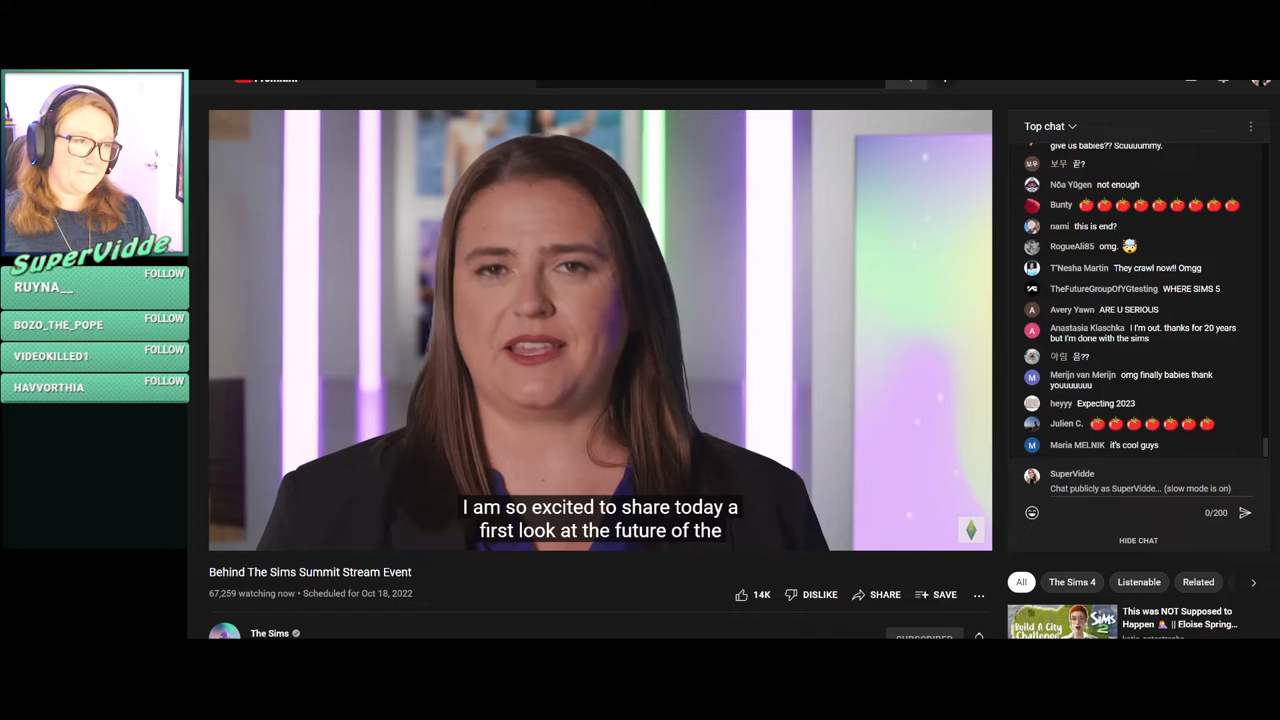 SuperVidde
FOLLOW
RUYNA__
FOLLOW
BOZO_THE_POPE
FOLLOW
VIDEOKILLED1
FOLLOW
HAVVORTHIA
I am so excited to share today a
first look at the future of the
Behind The Sims Summit Stream Event
67,259 watching now • Scheduled for Oct 18, 2022
14K
DISLIKE
SHARE
SAVE
The Sims
Top chat
give us babies?? Scuuummy.
보우 끝?
Nõa Yūgen not enough
Bunty
nami this is end?
RogueAli85 omg.
T'Nesha Martin They crawl now!! Omgg
TheFutureGroupOfYGtesting WHERE SIMS 5
Avery Yawn ARE U SERIOUS
Anastasia Klaschka I I'm out. thanks for 20 years
but I'm done with the sims
아림 음??
Merijn van Merijn omg finally babies thank
youuuuuuu
heyyy Expecting 2023
Julien C.
Maria MELNIK it's cool guys
SuperVidde
Chat publicly as SuperVidde... (slow mode is on)
0/200
HIDE CHAT
All
The Sims 4
Listenable
Related
Build A City
Challenge
SIMS
2
This was NOT Supposed to
Happen || Eloise Spring...